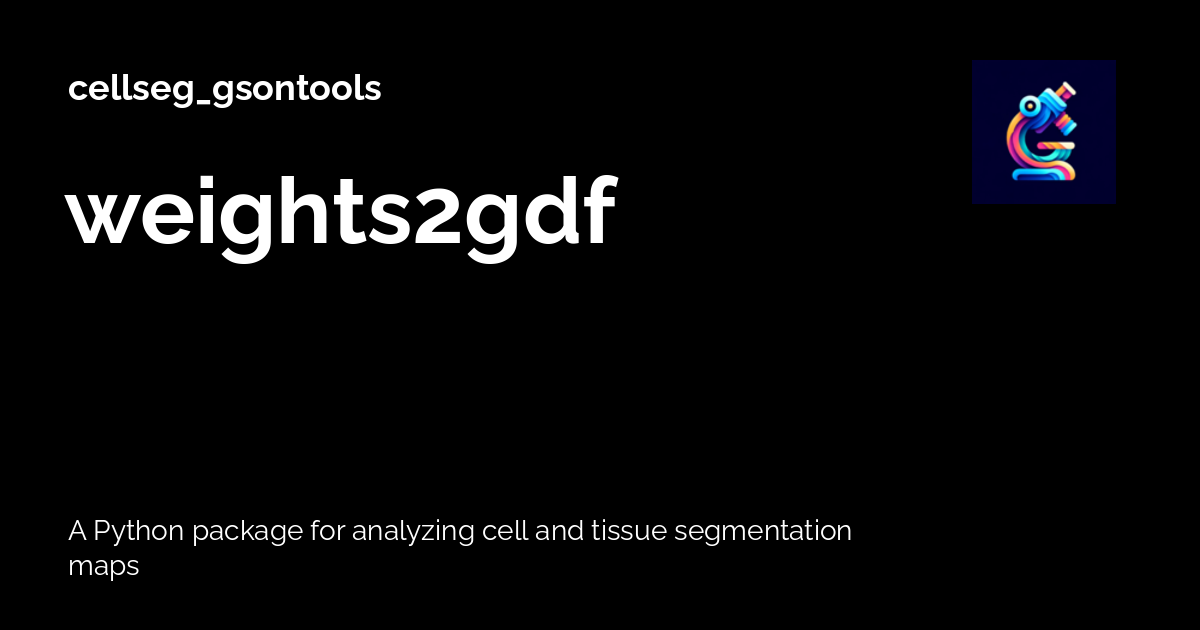 cellseg_gsontools
weights2gdf
A Python package for analyzing cell and tissue segmentation
maps